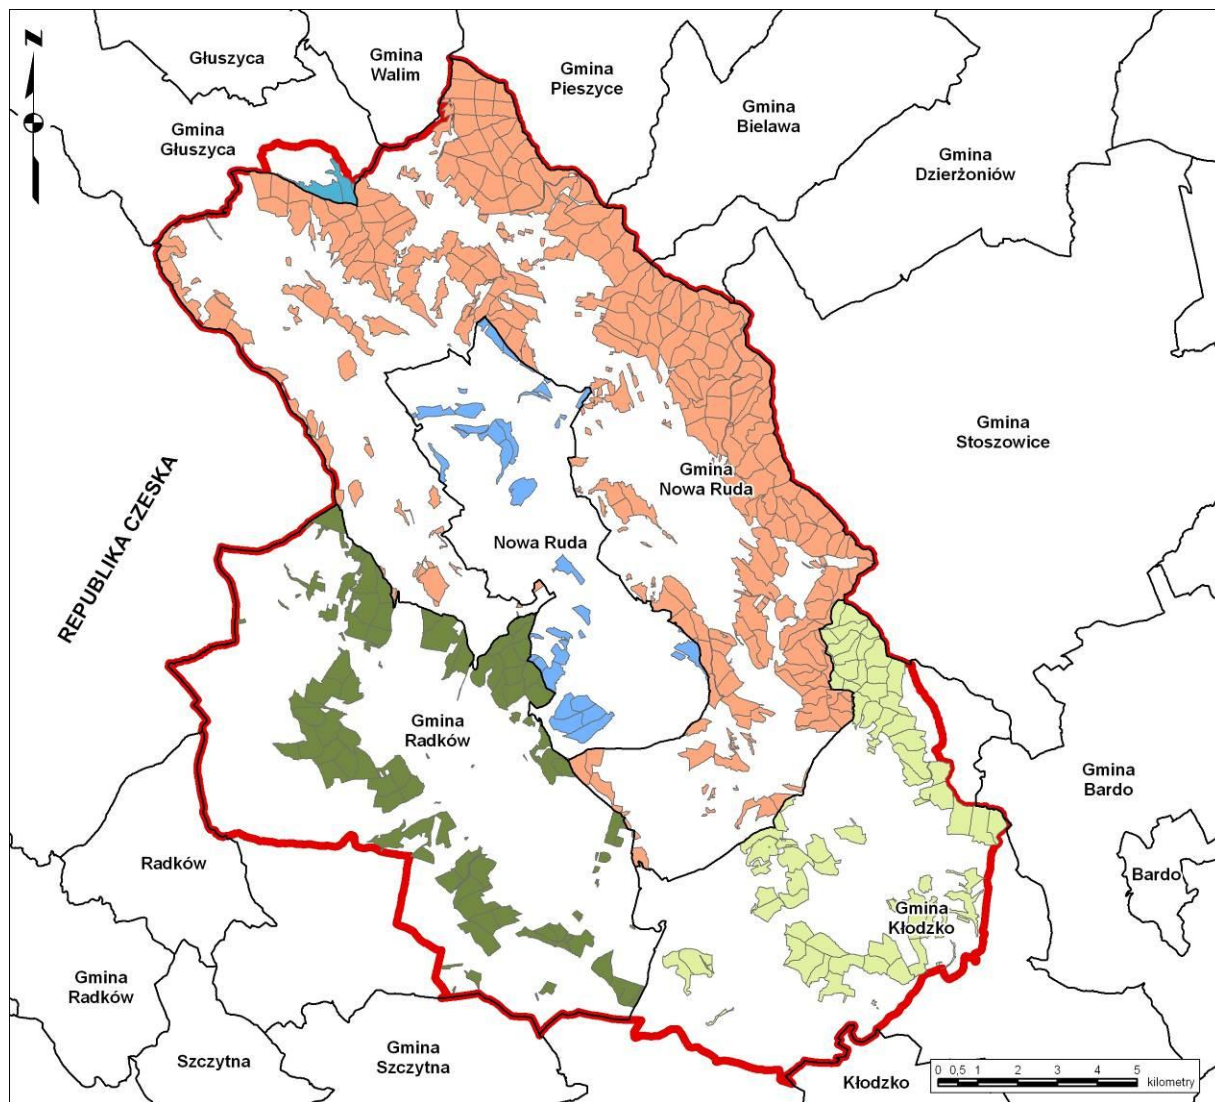 N
Głuszyca
Gmina
Walim
Gmina
Pieszyce
Gmina
Bielawa
Gmina
Głuszyca
Gmina
Dzierżoniów
Gmina
Stoszowice
REPUBLIKA CZESKA
Gmina
Nowa Ruda
Nowa Ruda
Gmina
Radków
Gmina
Bardo
Radków
Bardo
Gmina
Kłodzko
Gmina
Radków
Szczytna
Gmina
Szczytna
Kłodzko
0 0,5 1 2 3 4 5
kilometry